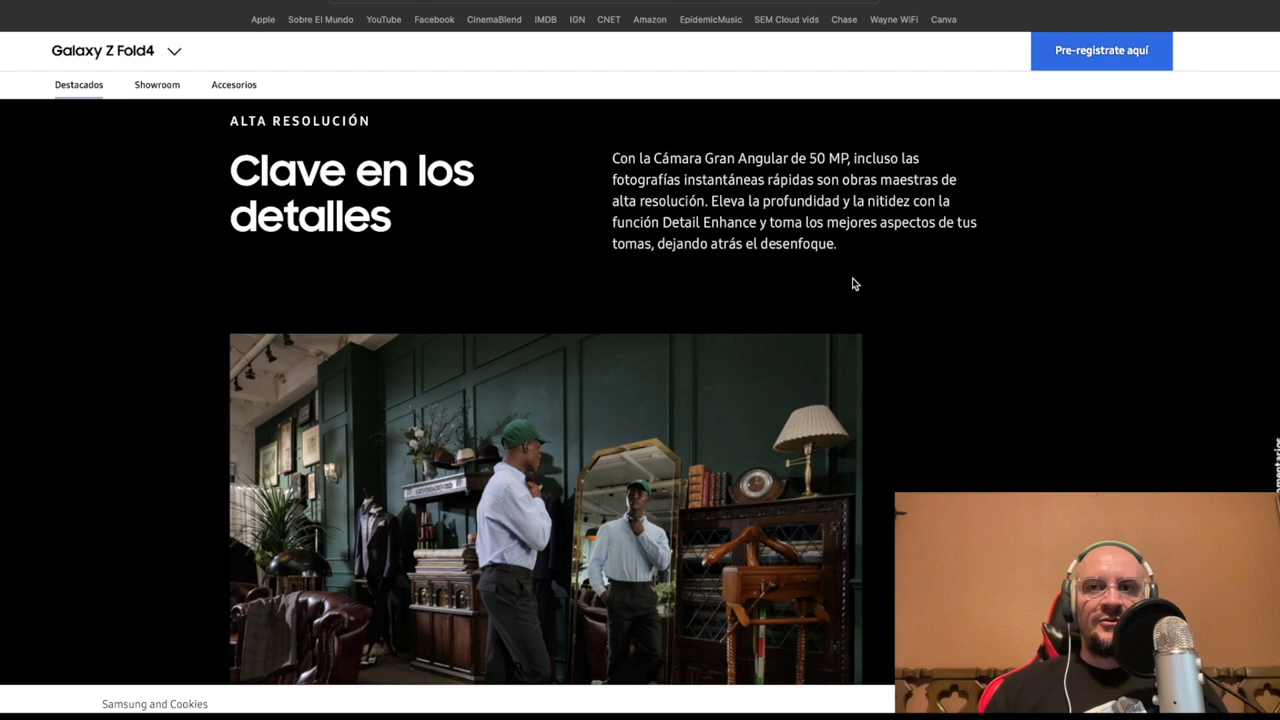 Apple Sobre El Mundo YouTube Facebook CinemaBlend IMDB IGN CNET Amazon EpidemicMusic SEM Cloud vids Chase Wayne WiFi Canva
Galaxy Z Fold4
Pre-registrate aquí
Destacados Showroom Accesorios
ALTA RESOLUCIÓN
Clave en los
detalles
Con la Cámara Gran Angular de 50 MP, incluso las
fotografías instantáneas rápidas son obras maestras de
alta resolución. Eleva la profundidad y la nitidez con la
función Detail Enhance y toma los mejores aspectos de tus
tomas, dejando atrás el desenfoque.
Samsung and Cookies